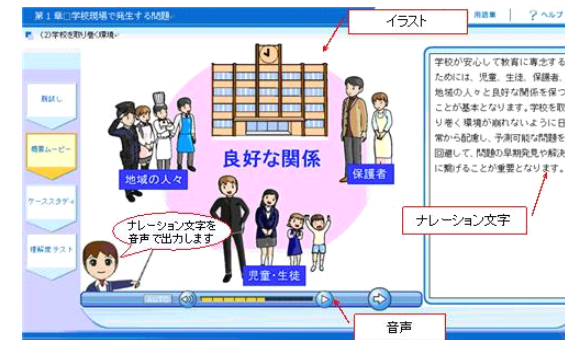 第1章□学校現場で発生する問題
イラスト
用語集
? ヘルプ
(2)学校を取り巻く環境
学校が安心して教育に専念する
ためには、児童、生徒、保護者、
地域の人々と良好な関係を保つ
ことが基本となります。学校を取
り巻く環境が崩れないように日
常から配慮し、予測可能な問題を
回避して、問題の早期発見や解決
に繋げることが重要となります。
腕試し
概要ムービー
ケーススタディ
理解度テスト
良好な関係
地域の人々
保護者
ナレーション文字を
音声で出力します
ナレーション文字
児童・生徒
AUTO
音声